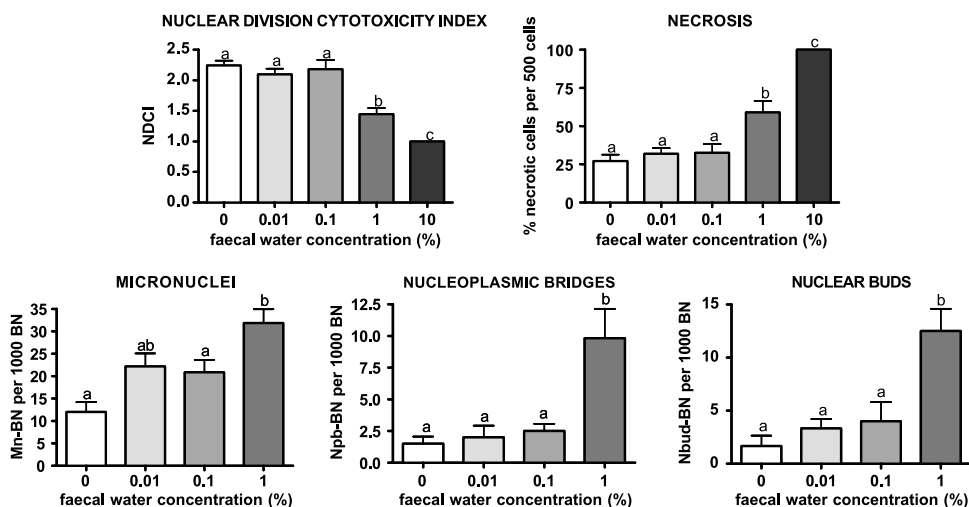 NUCLEAR DIVISION CYTOTOXICITY INDEX
NDCI
2.5
2.0
1.5
1.0
0.5
0.0
a
a
a
b
c
0 0.01 0.1 1 10
faecal water concentration (%)
NECROSIS
% necrotic cells per 500 cells
100
75
50
25
0
a
a
a
b
c
0 0.01 0.1 1 10
faecal water concentration (%)
MICRONUCLEI
Mn-BN per 1000 BN
35
30
25
20
15
10
5
0
a
ab
a
b
0 0.01 0.1 1
faecal water concentration (%)
NUCLEOPLASMIC BRIDGES
Npb-BN per 1000 BN
12.5
10.0
7.5
5.0
2.5
0.0
a
a
a
b
0 0.01 0.1 1
faecal water concentration (%)
NUCLEAR BUDS
Nbud-BN per 1000 BN
15
10
5
0
a
a
a
b
0 0.01 0.1 1
faecal water concentration (%)